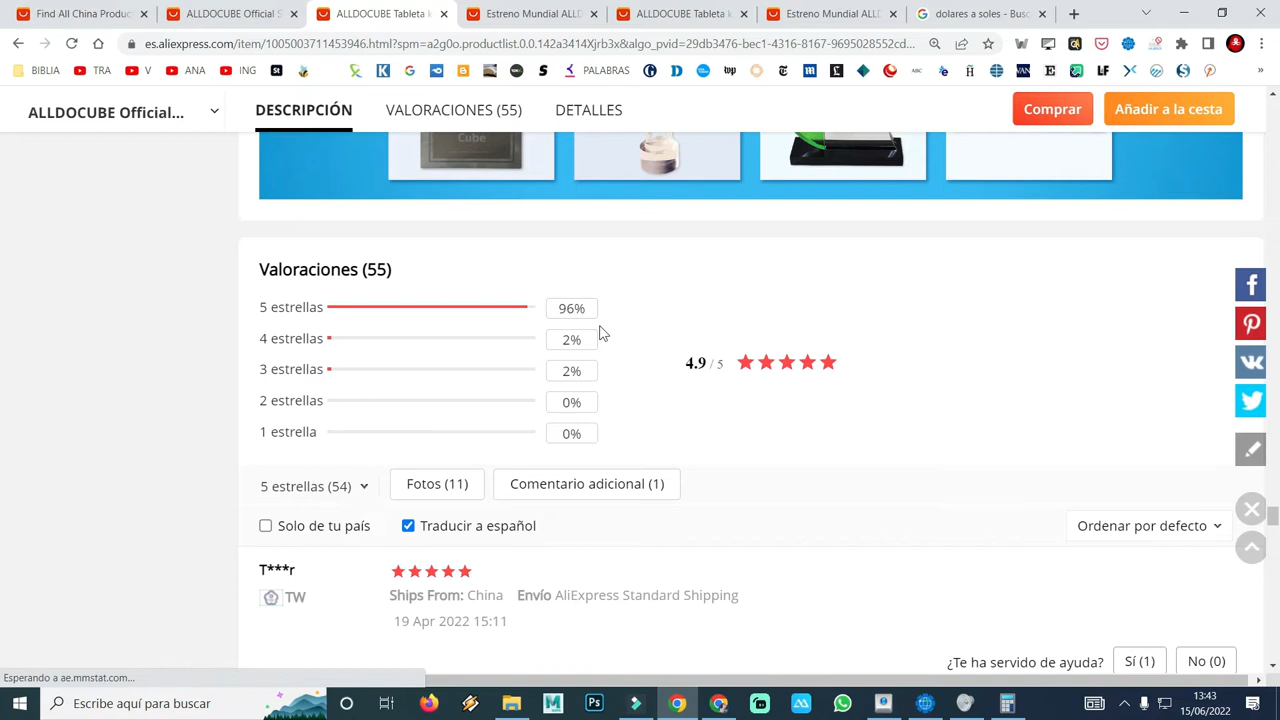 Find All China Produc
ALLDOCUBE Official S
ALLDOCUBE Tableta k
Estreno Mundial ALLD
ALLDOCUBE Tableta k
Estreno Mundial ALLD
dolares a soles - Busc
es.aliexpress.com/item/1005003711453946.html?spm=a2g0o.productlist.0.0.42a3414Xjrb3x&algo_pvid=29db3476-bec1-4316-bf67-9695028552cd...
BIBLIA
TRA
V
ANA
ING
PALABRAS
ALLDOCUBE Official...
DESCRIPCIÓN
VALORACIONES (55)
DETALLES
Comprar
Añadir a la cesta
Cube
Valoraciones (55)
5 estrellas 96%
4 estrellas 2%
3 estrellas 2%
2 estrellas 0%
1 estrella 0%
4.9 / 5
5 estrellas (54)
Fotos (11)
Comentario adicional (1)
Solo de tu país
Traducir a español
Ordenar por defecto
T***r
TW
Ships From: China Envío AliExpress Standard Shipping
19 Apr 2022 15:11
¿Te ha servido de ayuda? Sí (1) No (0)
Esperando a ae.mmstat.com...
Escribe aquí para buscar
13:43
15/06/2022